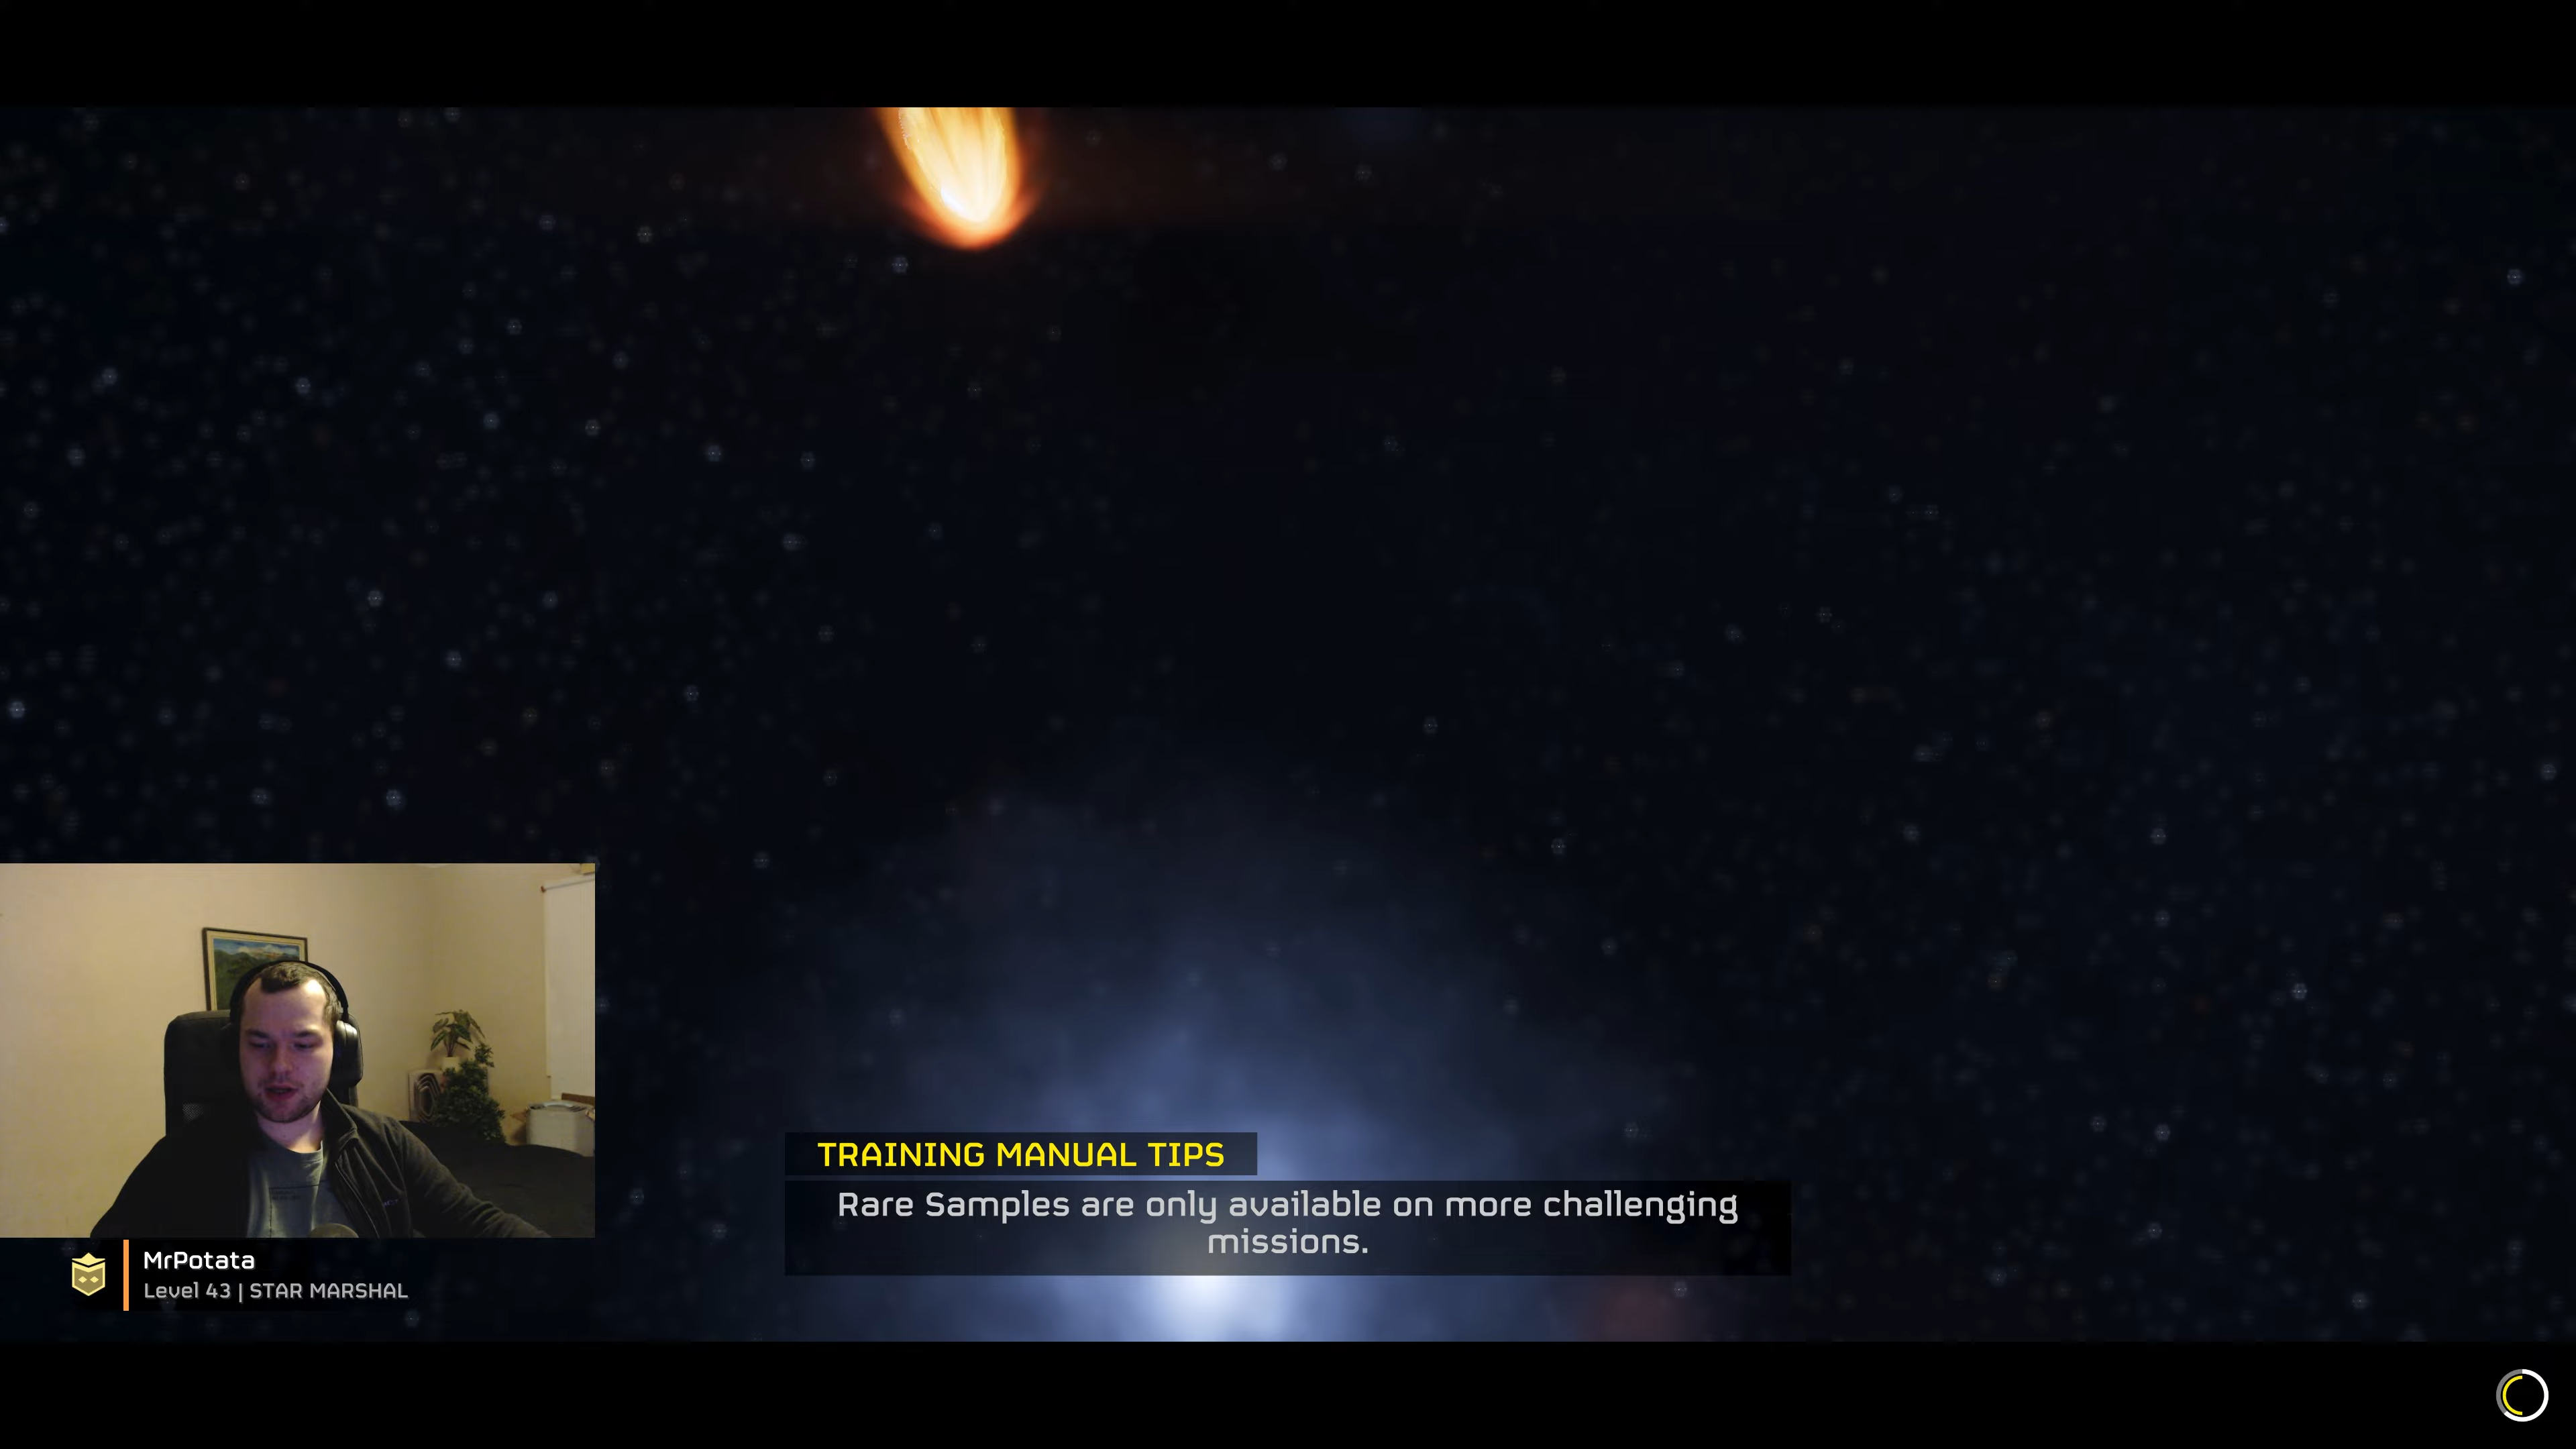 TRAINING MANUAL TIPS
Rare Samples are only available on more challenging
missions.
MrPotata
Level 43 | STAR MARSHAL